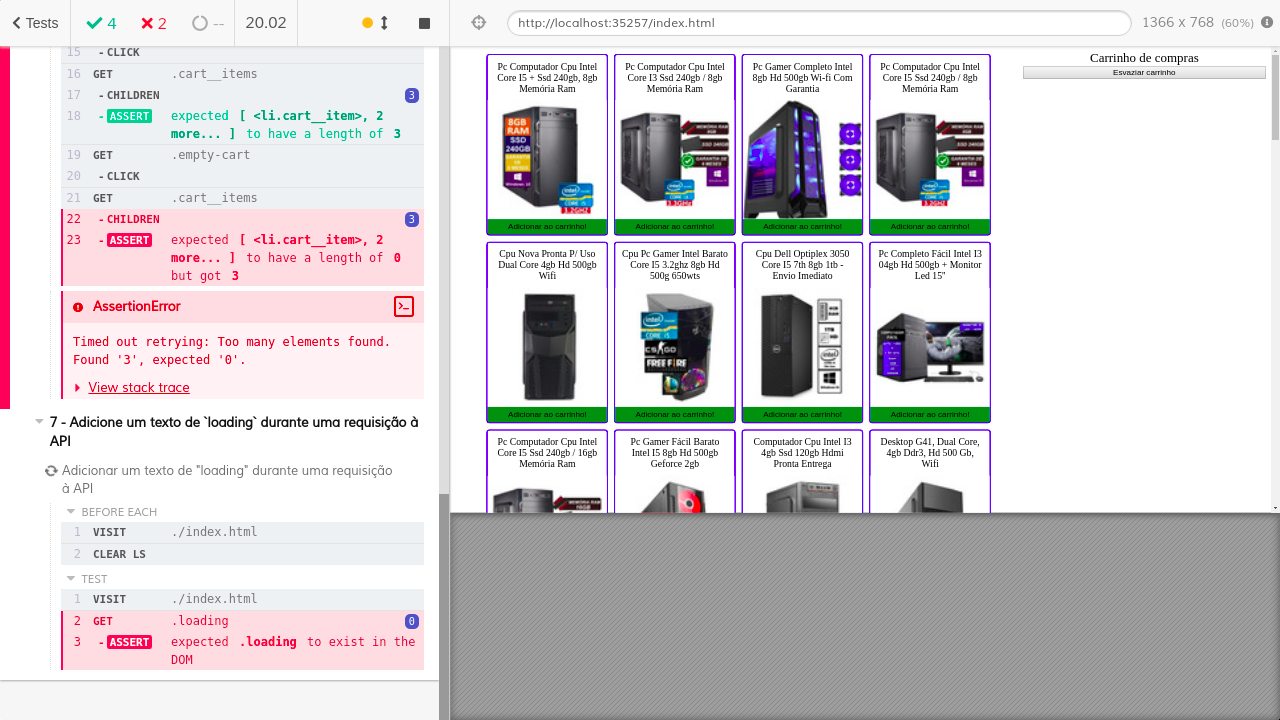 Tests
4
2
--
20.02
http://localhost:35257/index.html
1366 x 768 (60%)
15 -CLICK
16 GET .cart__items
17 -CHILDREN 3
18 -ASSERT expected [ <li.cart__item>, 2
more... ] to have a length of 3
19 GET .empty-cart
20 -CLICK
21 GET .cart__items
22 -CHILDREN 3
23 -ASSERT expected [ <li.cart__item>, 2
more... ] to have a length of 0
but got 3
AssertionError
Timed out retrying: Too many elements found.
Found '3', expected '0'.
View stack trace
7 - Adicione um texto de `loading` durante uma requisição à
API
Adicionar um texto de "loading" durante uma requisição
à API
BEFORE EACH
1 VISIT ./index.html
2 CLEAR LS
TEST
1 VISIT ./index.html
2 GET .loading 0
3 -ASSERT expected .loading to exist in the
DOM
Pc Computador Cpu Intel
Core I5 + Ssd 240gb, 8gb
Memória Ram
8GB
RAM
SSD
240GB
Adicionar ao carrinho!
Pc Computador Cpu Intel
Core I3 Ssd 240gb / 8gb
Memória Ram
Adicionar ao carrinho!
Pc Gamer Completo Intel
8gb Hd 500gb Wi-fi Com
Garantia
Adicionar ao carrinho!
Pc Computador Cpu Intel
Core I5 Ssd 240gb / 8gb
Memória Ram
Adicionar ao carrinho!
Cpu Nova Pronta P/ Uso
Dual Core 4gb Hd 500gb
Wifi
Adicionar ao carrinho!
Cpu Pc Gamer Intel Barato
Core I5 3.2ghz 8gb Hd
500g 650wts
CS:GO
FREE FIRE
Adicionar ao carrinho!
Cpu Dell Optiplex 3050
Core I5 7th 8gb 1tb -
Envio Imediato
Adicionar ao carrinho!
Pc Completo Fácil Intel I3
04gb Hd 500gb + Monitor
Led 15"
Adicionar ao carrinho!
Pc Computador Cpu Intel
Core I5 Ssd 240gb / 16gb
Memória Ram
Pc Gamer Fácil Barato
Intel I5 8gb Hd 500gb
Geforce 2gb
Computador Cpu Intel I3
4gb Ssd 120gb Hdmi
Pronta Entrega
Desktop G41, Dual Core,
4gb Ddr3, Hd 500 Gb,
Wifi
Carrinho de compras
Esvaziar carrinho